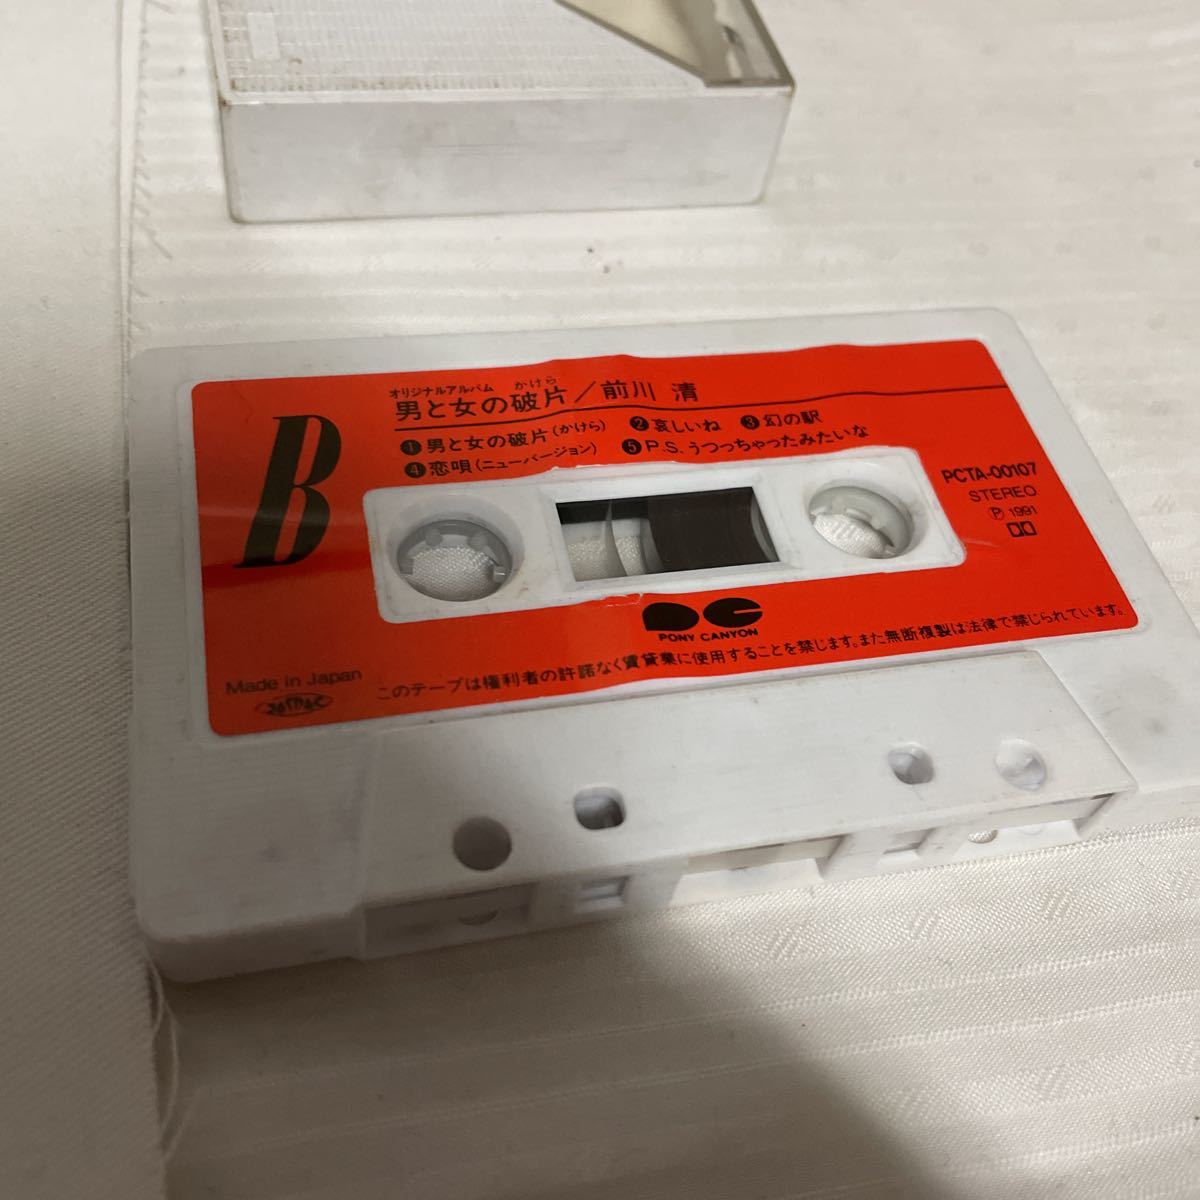 B
オリジナルアルバム かけら
男と女の破片／前川 清
❶男と女の破片(かけら) ❷哀しいね ❸幻の駅
❹恋唄(ニューバージョン) ❺P.S.うつっちゃったみたいな
PCTA-00107
STEREO
Ⓟ 1991
PONY CANYON
Made in Japan
JASRAC
このテープは権利者の許諾なく賃貸業に使用することを禁じます。また無断複製は法律で禁じられています。